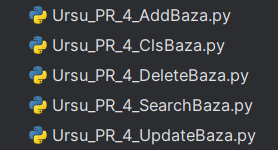 Ursu_PR_4_AddBaza.py
Ursu_PR_4_ClsBaza.py
Ursu_PR_4_DeleteBaza.py
Ursu_PR_4_SearchBaza.py
Ursu_PR_4_UpdateBaza.py